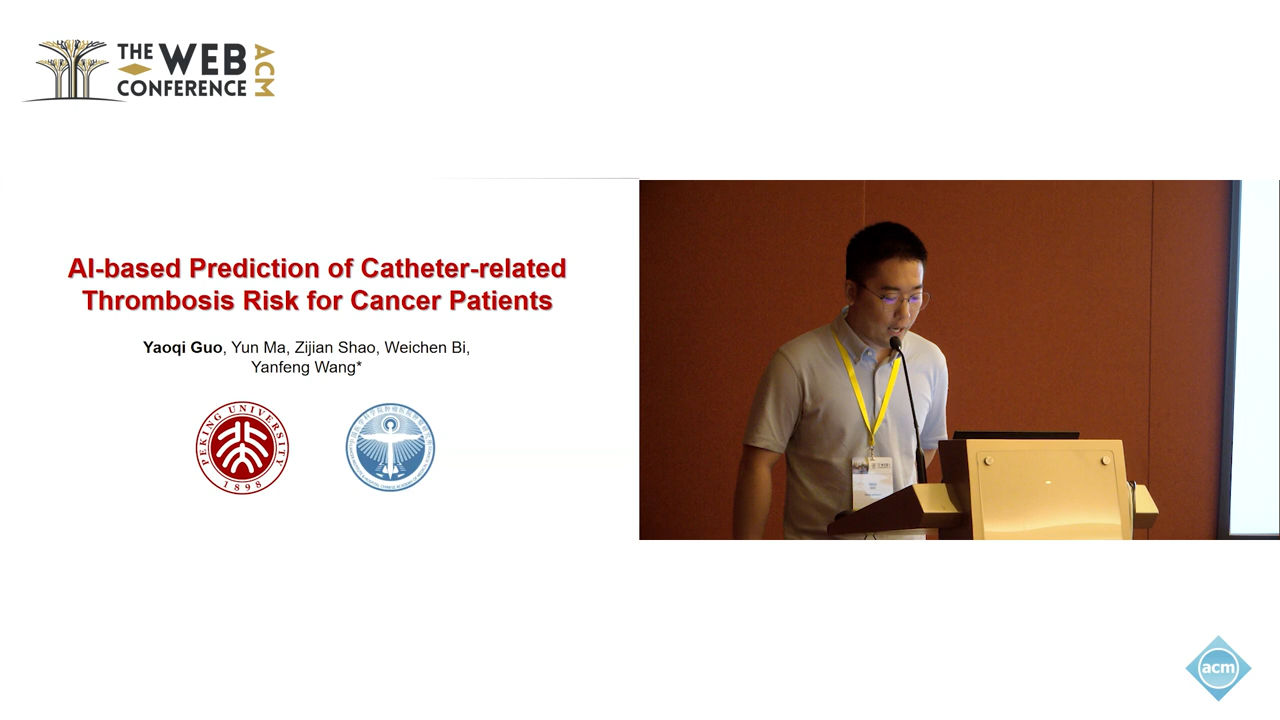 THE WEB
CONFERENCE
ACM
AI-based Prediction of Catheter-related
Thrombosis Risk for Cancer Patients
Yaoqi Guo, Yun Ma, Zijian Shao, Weichen Bi,
Yanfeng Wang*
PEKING UNIVERSITY
1898
acm